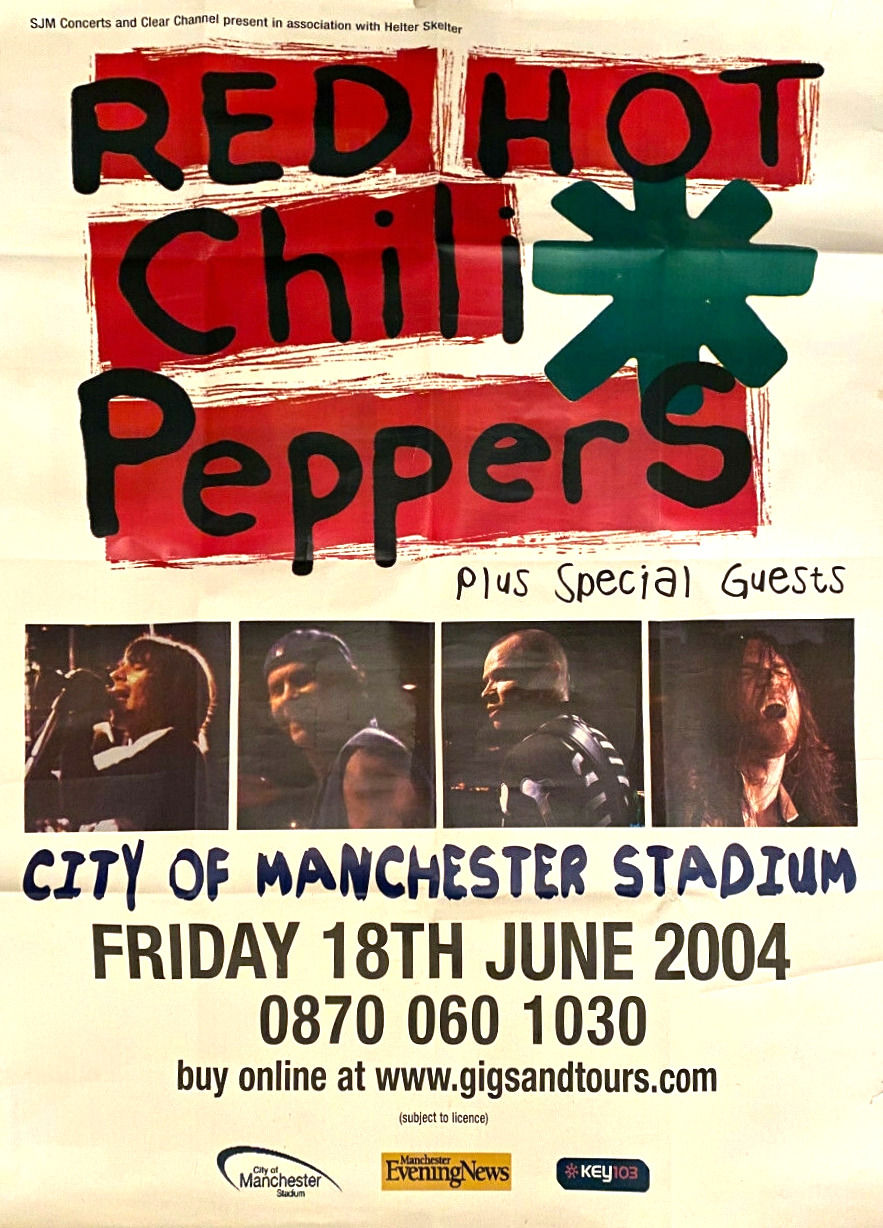 SJM Concerts and Clear Channel present in association with Helter Skelter
RED HOT
Chili
Peppers
Plus Special Guests
CITY OF MANCHESTER STADIUM
FRIDAY 18TH JUNE 2004
0870 060 1030
buy online at www.gigsandtours.com
(subject to licence)
City of
Manchester
Stadium
Manchester
EveningNews
KEY103